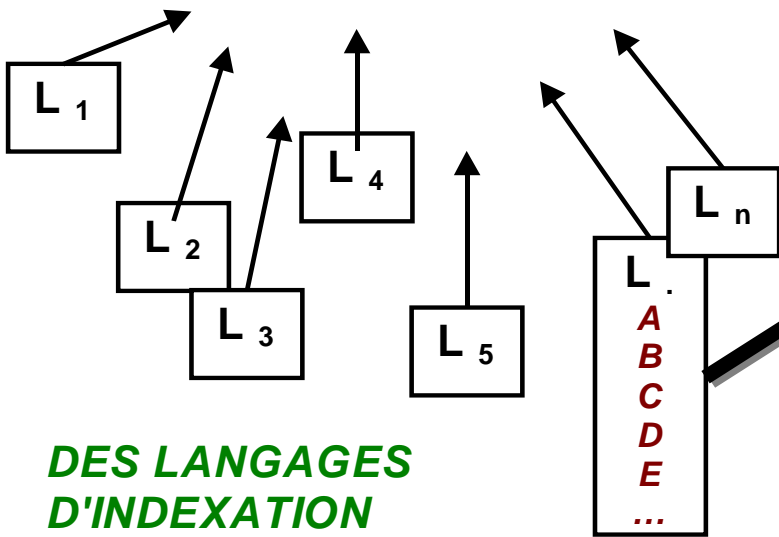 L 1
L 2
L 3
L 4
L 5
L n
L .
A
B
C
D
E
...
DES LANGAGES
D'INDEXATION